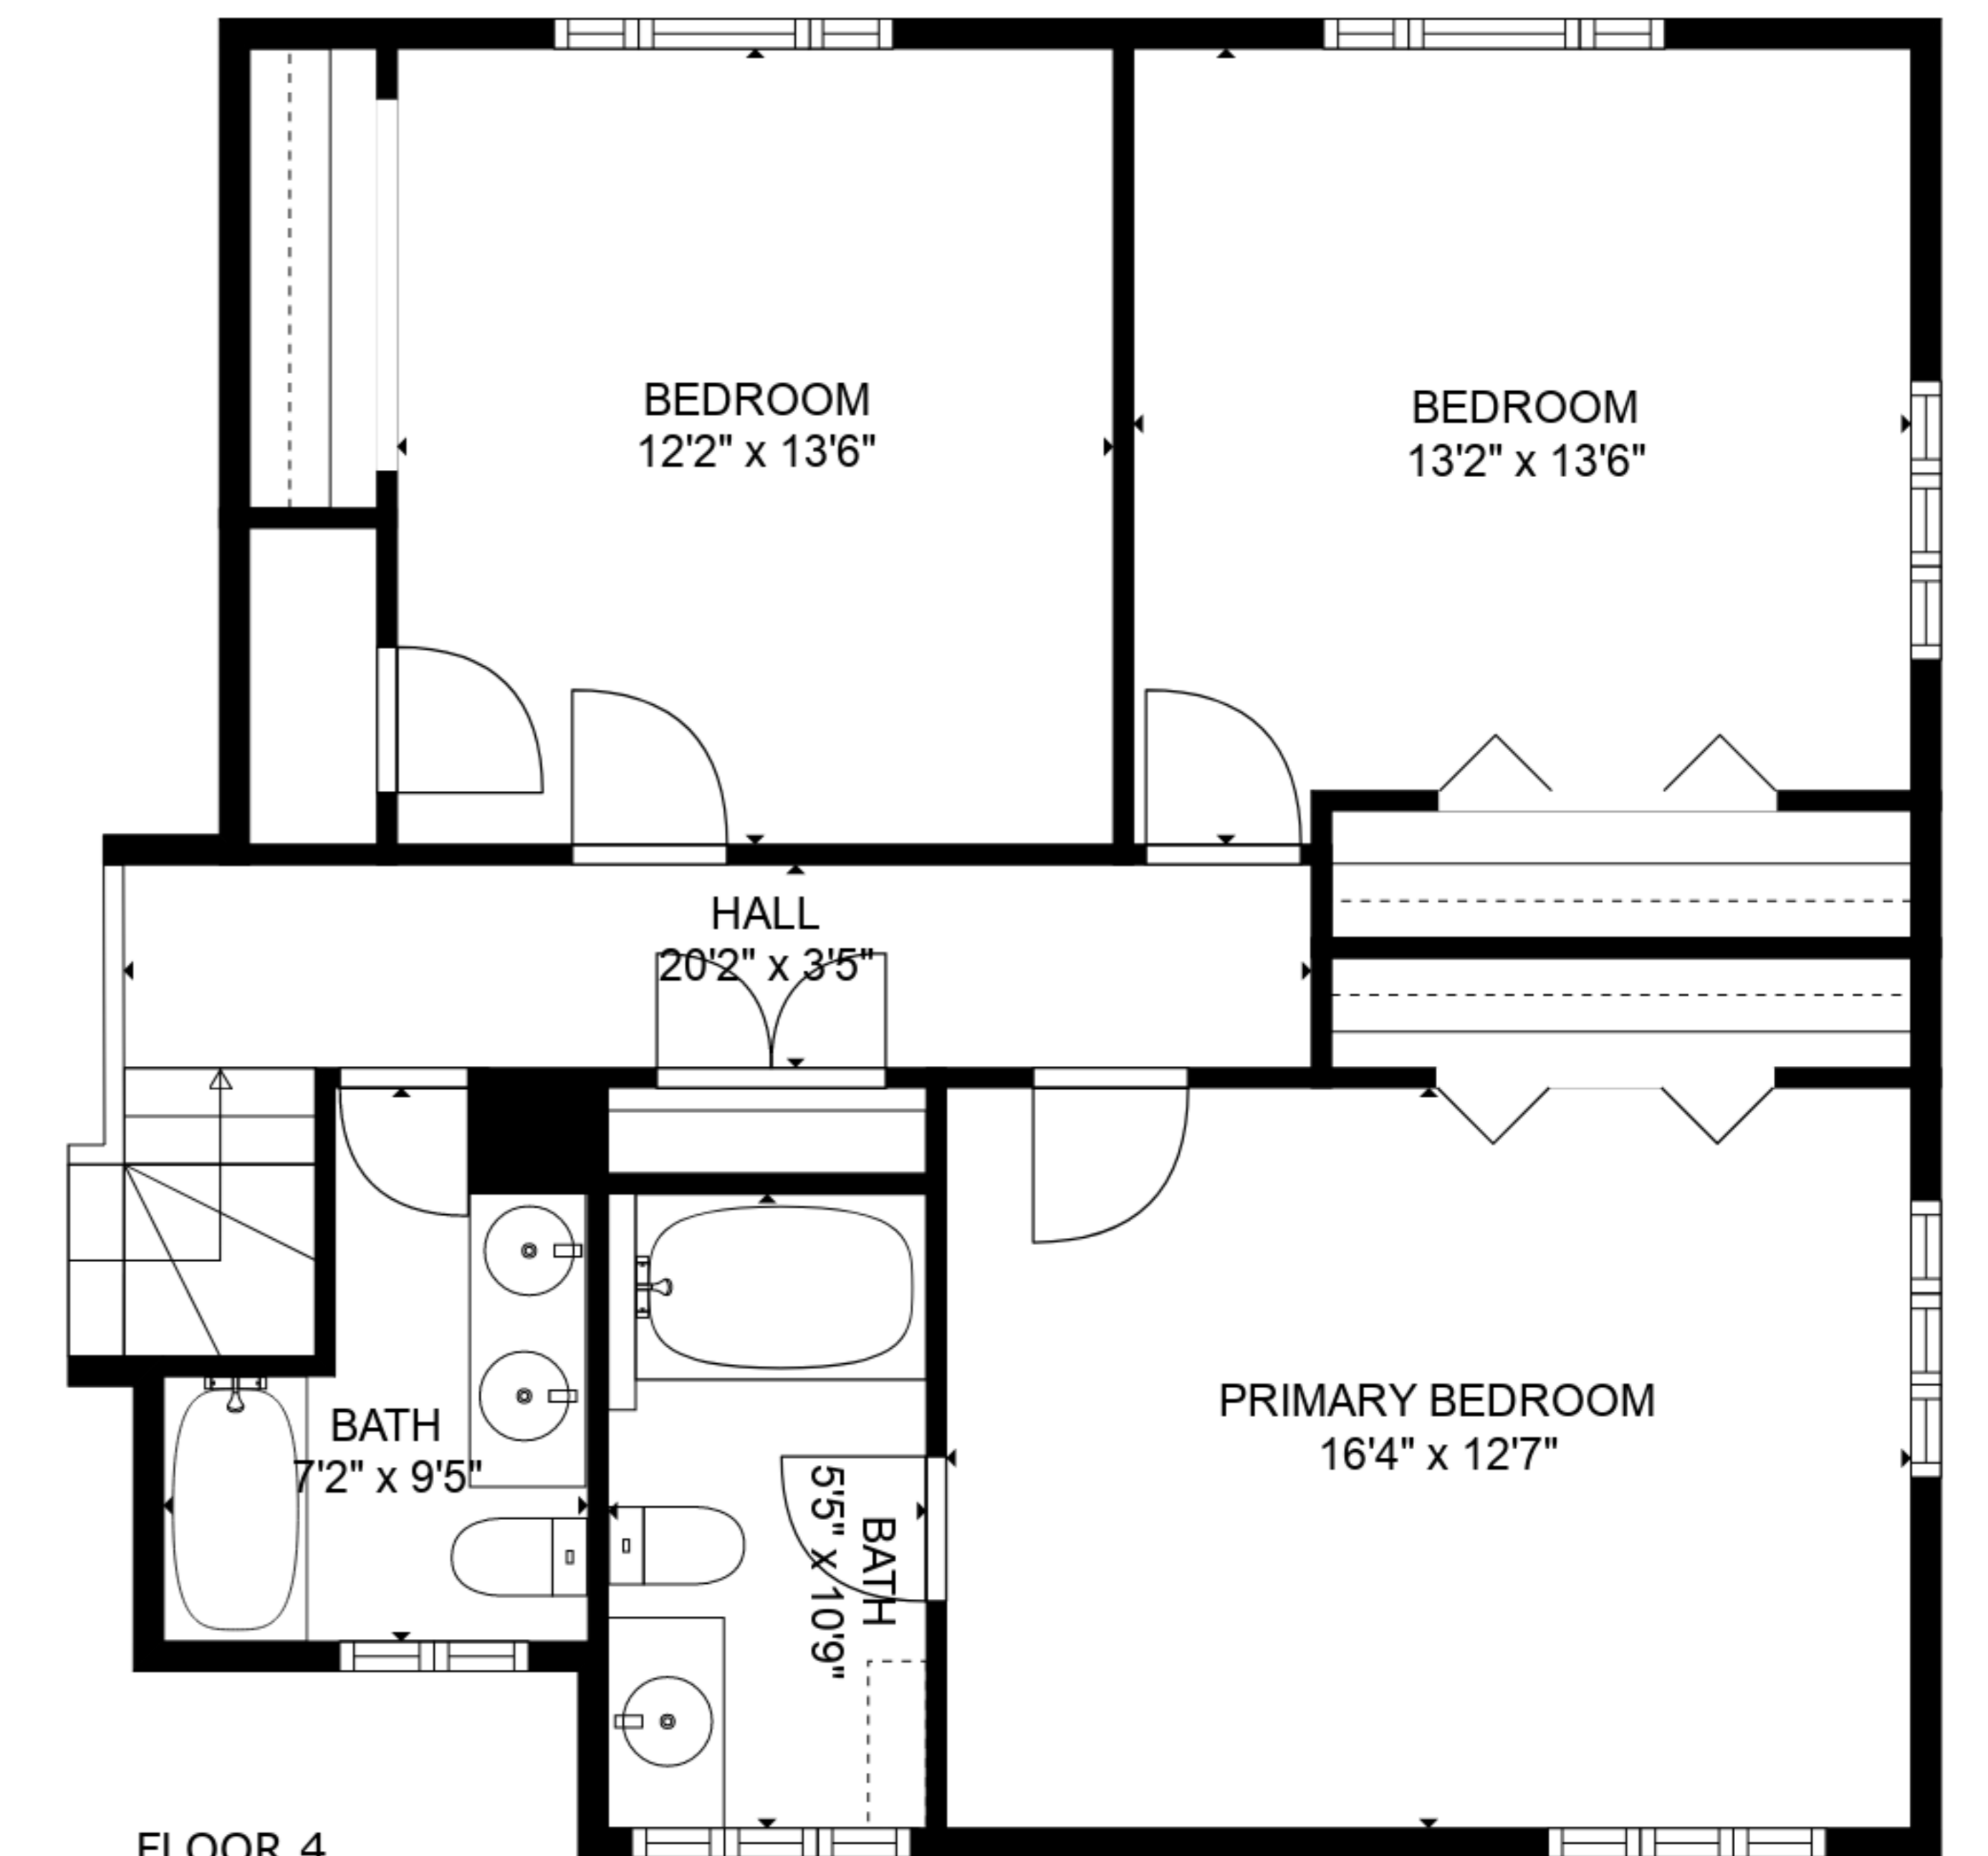 BEDROOM
12'2" x 13'6"
BEDROOM
13'2" x 13'6"
HALL
20'2" x 3'5"
PRIMARY BEDROOM
16'4" x 12'7"
BATH
7'2" x 9'5"
BATH
5'5" x 10'9"
FLOOR 4